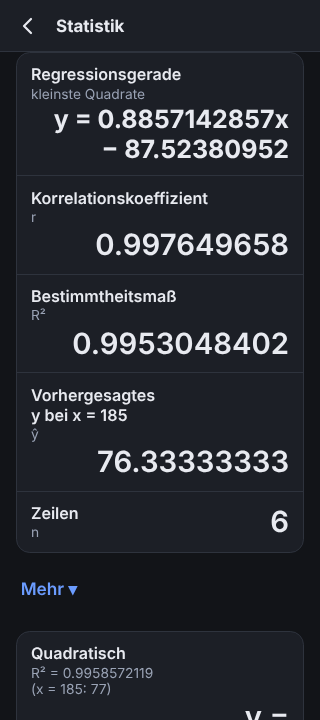 Statistik
Regressionsgerade
kleinste Quadrate
y = 0.8857142857x
− 87.52380952
Korrelationskoeffizient
r
0.997649658
Bestimmtheitsmaß
R²
0.9953048402
Vorhergesagtes
y bei x = 185
ŷ
76.33333333
Zeilen
n
6
Mehr ▾
Quadratisch
R² = 0.9958572119
(x = 185: 77)
y =